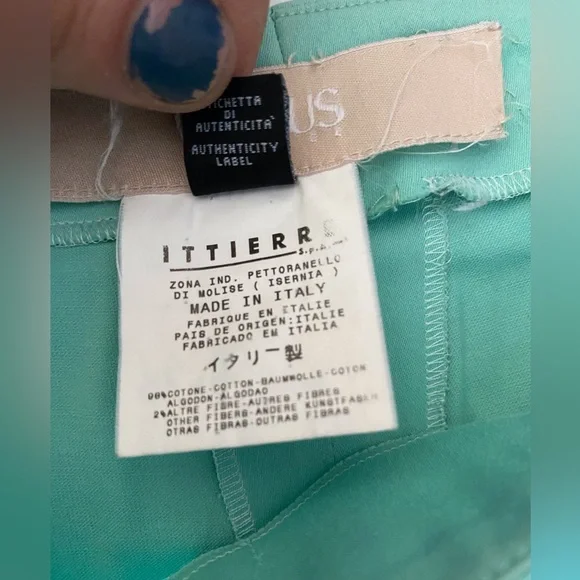 US
ETICHETTA
DI
AUTENTICITÀ
AUTHENTICITY
LABEL
ITTIERRE
S.p.A.
ZONA IND. PETTORANELLO
DI MOLISE ( ISERNIA )
MADE IN ITALY
FABRIQUE EN ITALIE
PAIS DE ORIGEN:ITALIE
FABRICADO EM ITALIA
イタリー製
98%COTONE-COTTON-BAUMWOLLE-COTON
ALGODON-ALGODAO
2%ALTRE FIBRE-AUTRES FIBRES
OTHER FIBERS-ANDERE KUNSTFASER
OTRAS FIBRAS-OUTRAS FIBRAS